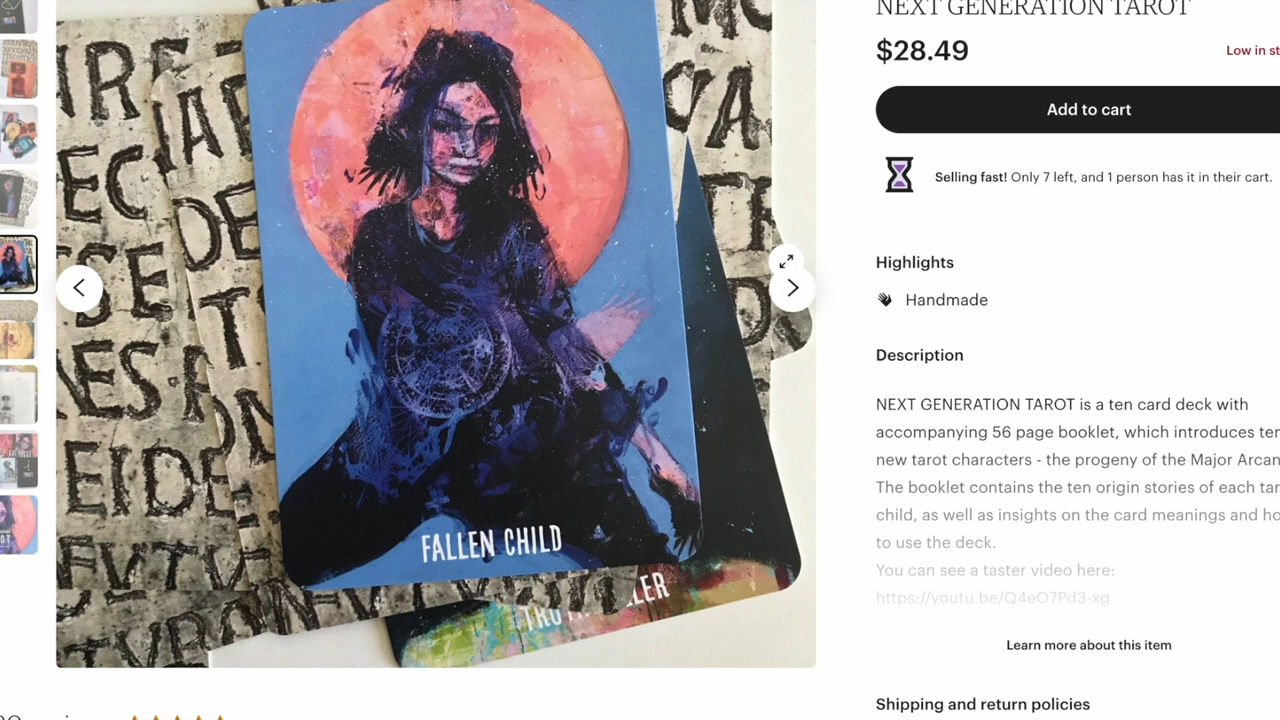 NEXT GENERATION TAROT
$28.49
Low in st
Add to cart
Selling fast! Only 7 left, and 1 person has it in their cart.
Highlights
Handmade
Description
NEXT GENERATION TAROT is a ten card deck with
accompanying 56 page booklet, which introduces ten
new tarot characters - the progeny of the Major Arcan
The booklet contains the ten origin stories of each tar
child, as well as insights on the card meanings and ho
to use the deck.
You can see a taster video here:
https://youtu.be/Q4eO7Pd3-xg
Learn more about this item
Shipping and return policies
FALLEN CHILD